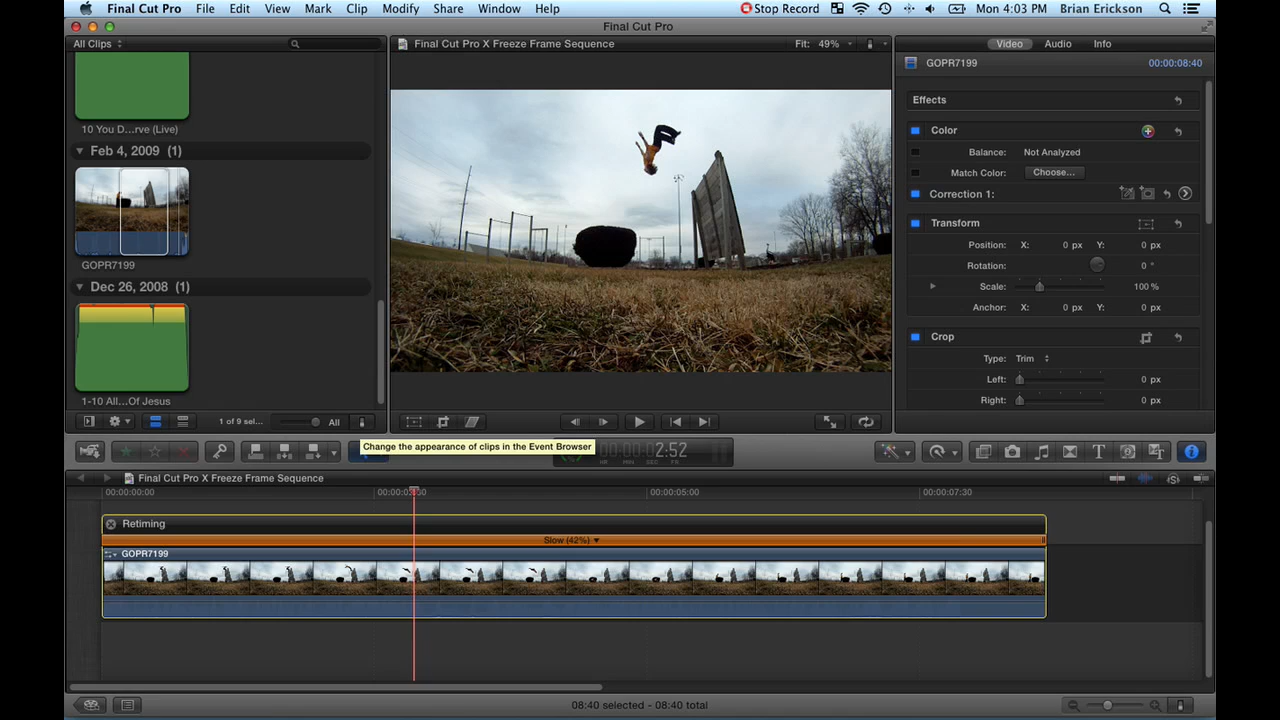 Final Cut Pro File Edit View Mark Clip Modify Share Window Help Stop Record Mon 4:03 PM Brian Erickson
Final Cut Pro
All Clips
Final Cut Pro X Freeze Frame Sequence Fit: 49%
Video Audio Info
GOPR7199 00:00:08:40
10 You D...rve (Live)
Feb 4, 2009 (1)
GOPR7199
Dec 26, 2008 (1)
1-10 All...Of Jesus
1 of 9 sel... All
Effects
Color
Balance: Not Analyzed
Match Color: Choose...
Correction 1:
Transform
Position: X: 0 px Y: 0 px
Rotation: 0 °
Scale: 100 %
Anchor: X: 0 px Y: 0 px
Crop
Type: Trim
Left: 0 px
Right: 0 px
Change the appearance of clips in the Event Browser
2:52
HR MIN SEC FR
Final Cut Pro X Freeze Frame Sequence
00:00:00:00 00:00:05:00 00:00:07:30
Retiming
Slow (42%)
GOPR7199
08:40 selected - 08:40 total